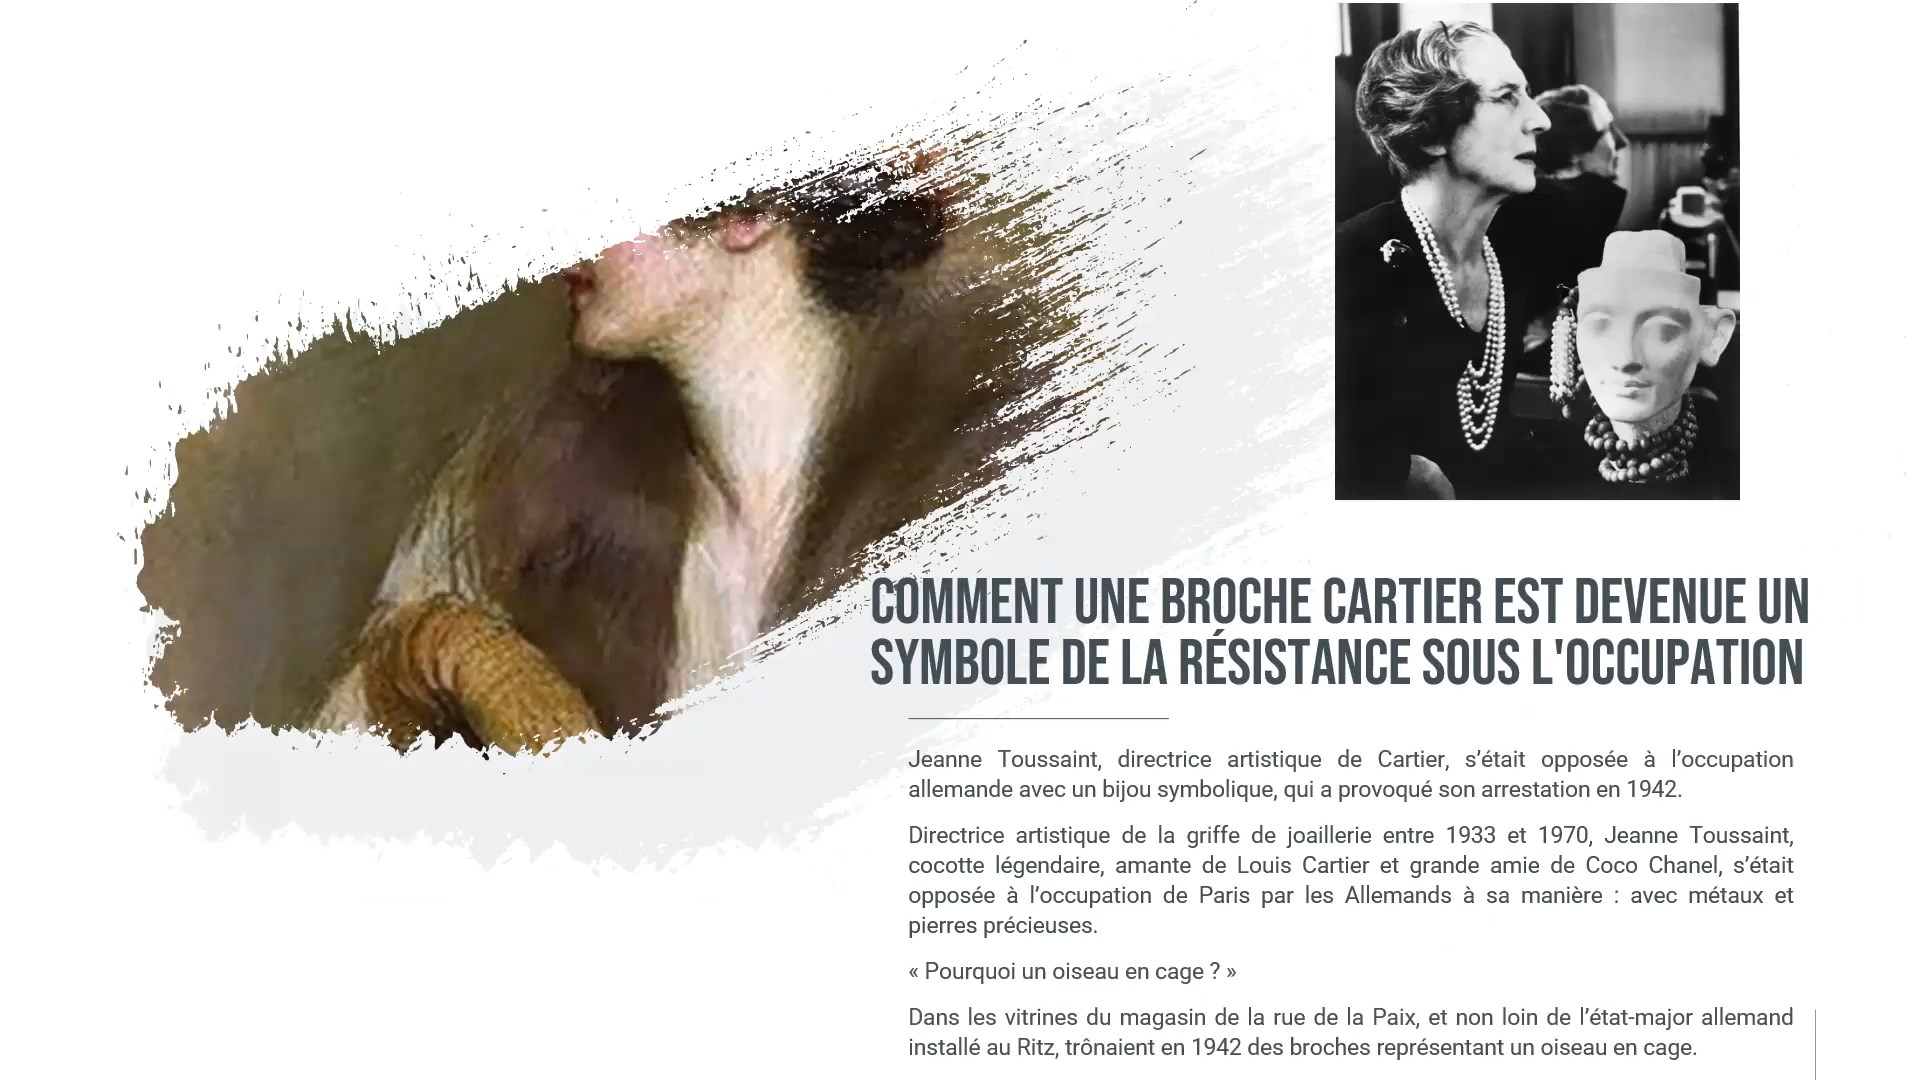 COMMENT UNE BROCHE CARTIER EST DEVENUE UN
SYMBOLE DE LA RÉSISTANCE SOUS L'OCCUPATION
Jeanne Toussaint, directrice artistique de Cartier, s’était opposée à l’occupation
allemande avec un bijou symbolique, qui a provoqué son arrestation en 1942.
Directrice artistique de la griffe de joaillerie entre 1933 et 1970, Jeanne Toussaint,
cocotte légendaire, amante de Louis Cartier et grande amie de Coco Chanel, s’était
opposée à l’occupation de Paris par les Allemands à sa manière : avec métaux et
pierres précieuses.
« Pourquoi un oiseau en cage ? »
Dans les vitrines du magasin de la rue de la Paix, et non loin de l’état-major allemand
installé au Ritz, trônaient en 1942 des broches représentant un oiseau en cage.